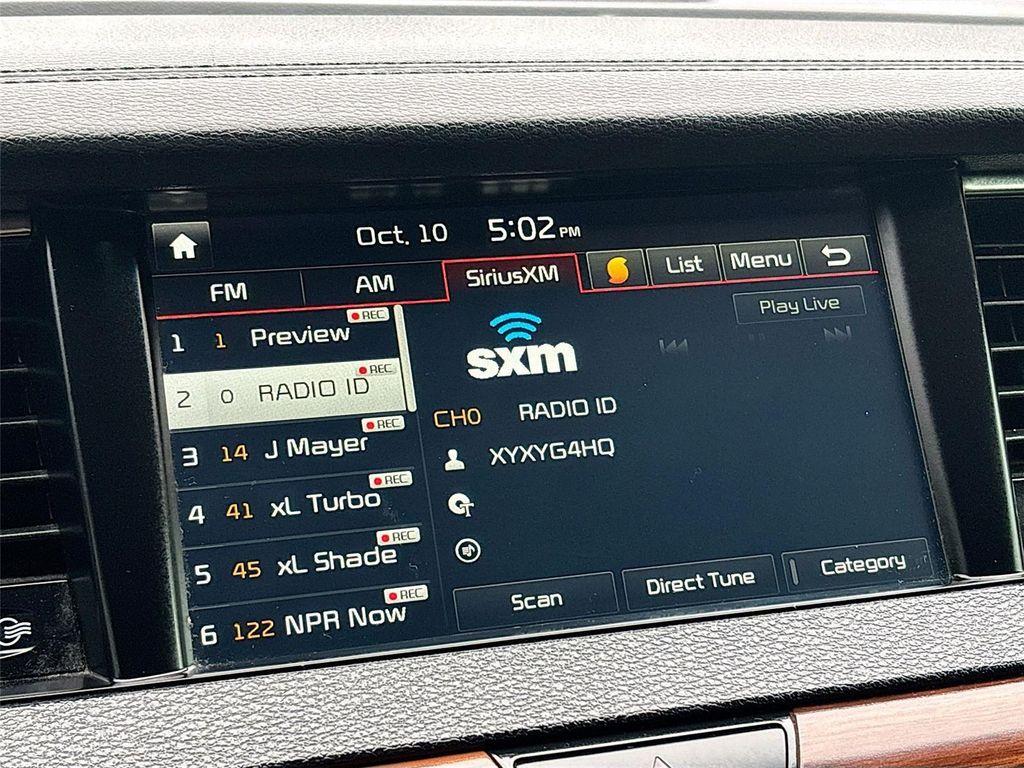 Oct. 10 5:02 PM
FM AM SiriusXM List Menu
Play Live
1 1 Preview REC
2 0 RADIO ID REC
3 14 J Mayer REC
4 41 xL Turbo REC
5 45 xL Shade REC
6 122 NPR Now REC
sxm
CH0 RADIO ID
XYXYG4HQ
Scan Direct Tune Category